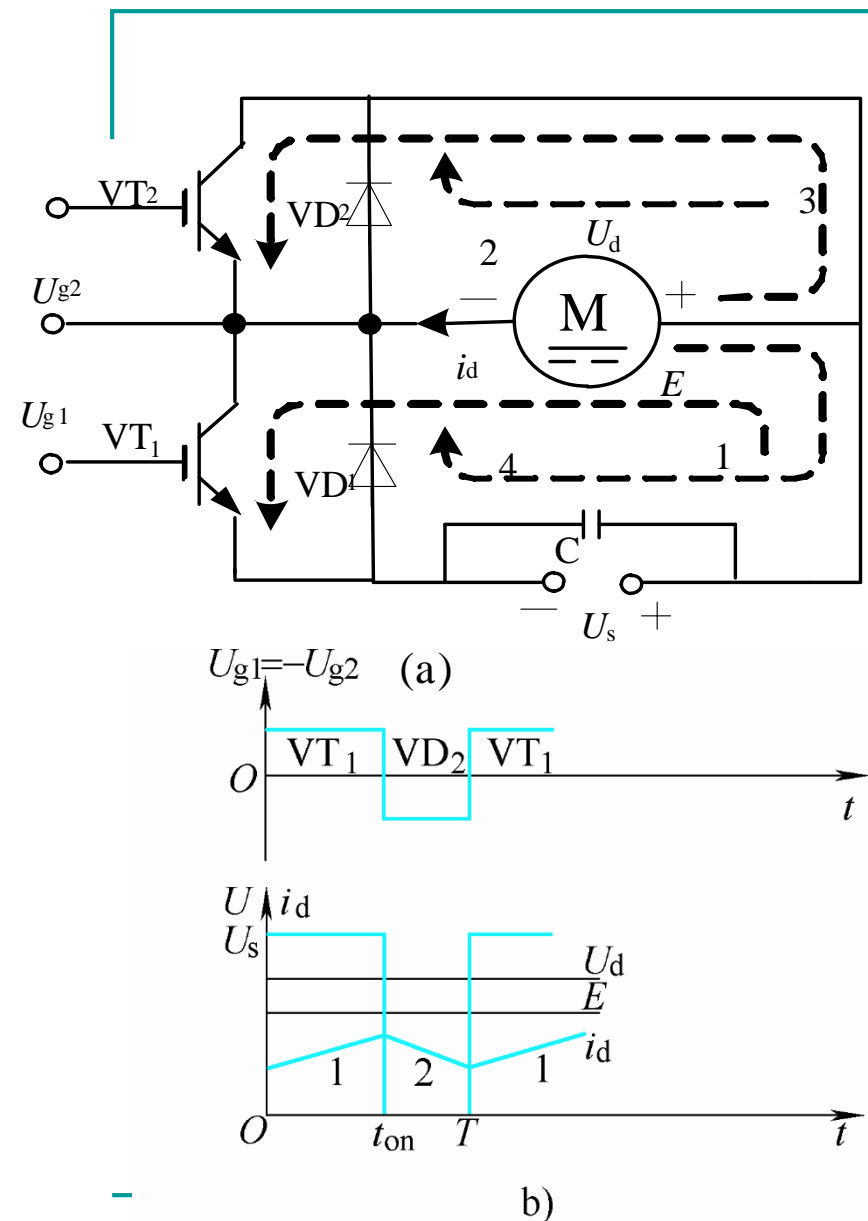 VT2
VD2
3
Ud
2
Ug2
— M +
id
E
Ug1
VT1
VD1
4
1
C
— +
Us
Ug1=–Ug2 (a)
VT1 VD2 VT1
O
t
U id
Us
Ud
E
id
1 2 1
O ton T t
b)